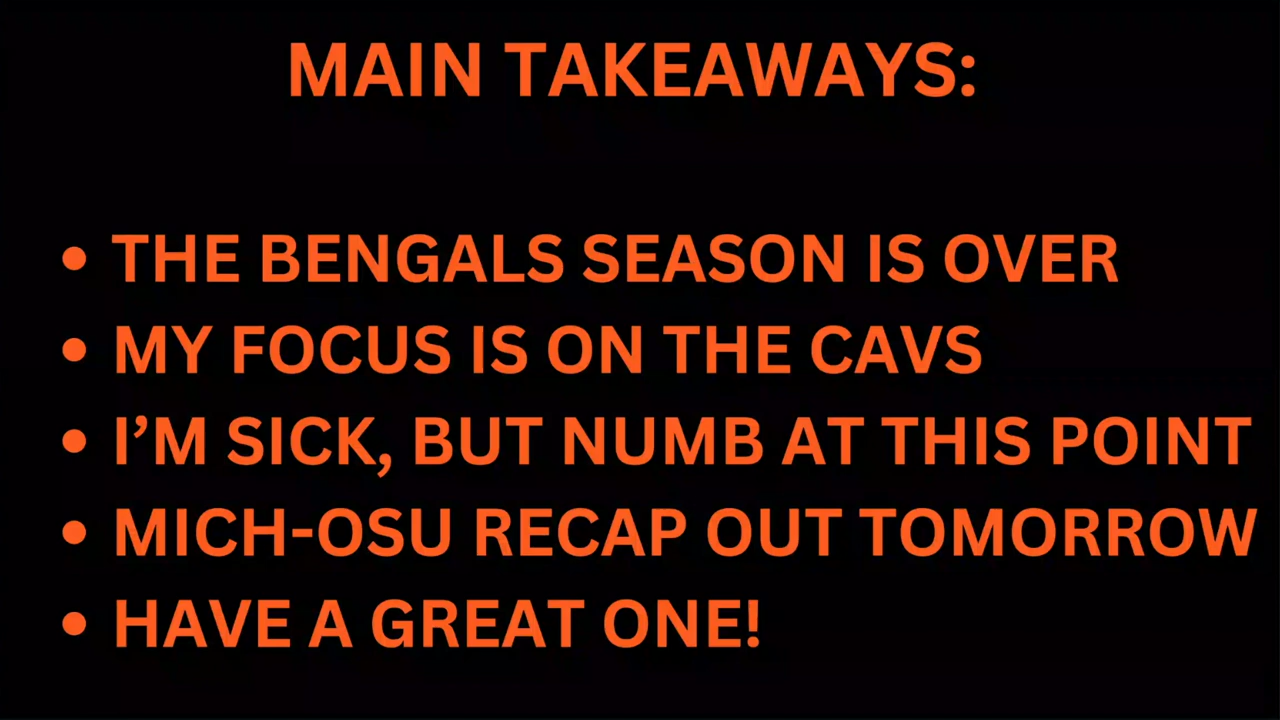 MAIN TAKEAWAYS:
• THE BENGALS SEASON IS OVER
• MY FOCUS IS ON THE CAVS
• I’M SICK, BUT NUMB AT THIS POINT
• MICH-OSU RECAP OUT TOMORROW
• HAVE A GREAT ONE!